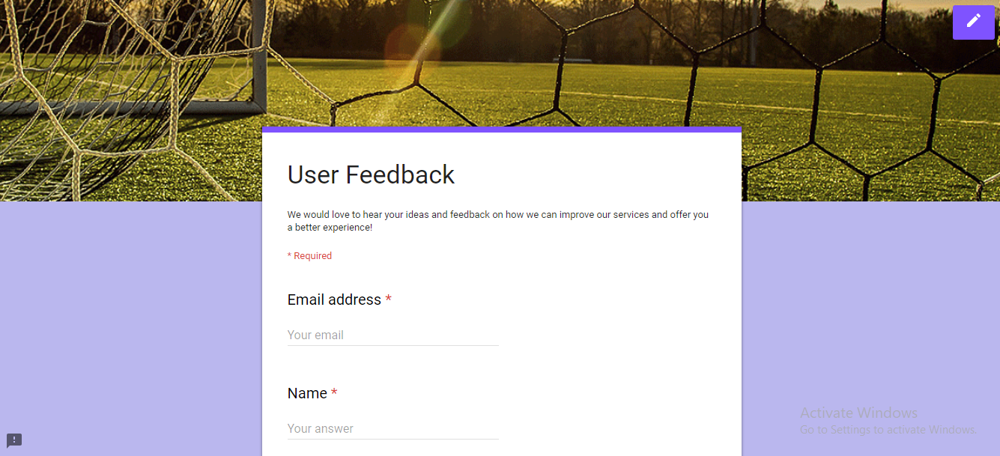 User Feedback
We would love to hear your ideas and feedback on how we can improve our services and offer you
a better experience!
* Required
Email address *
Your email
Name *
Your answer
Activate Windows
Go to Settings to activate Windows.